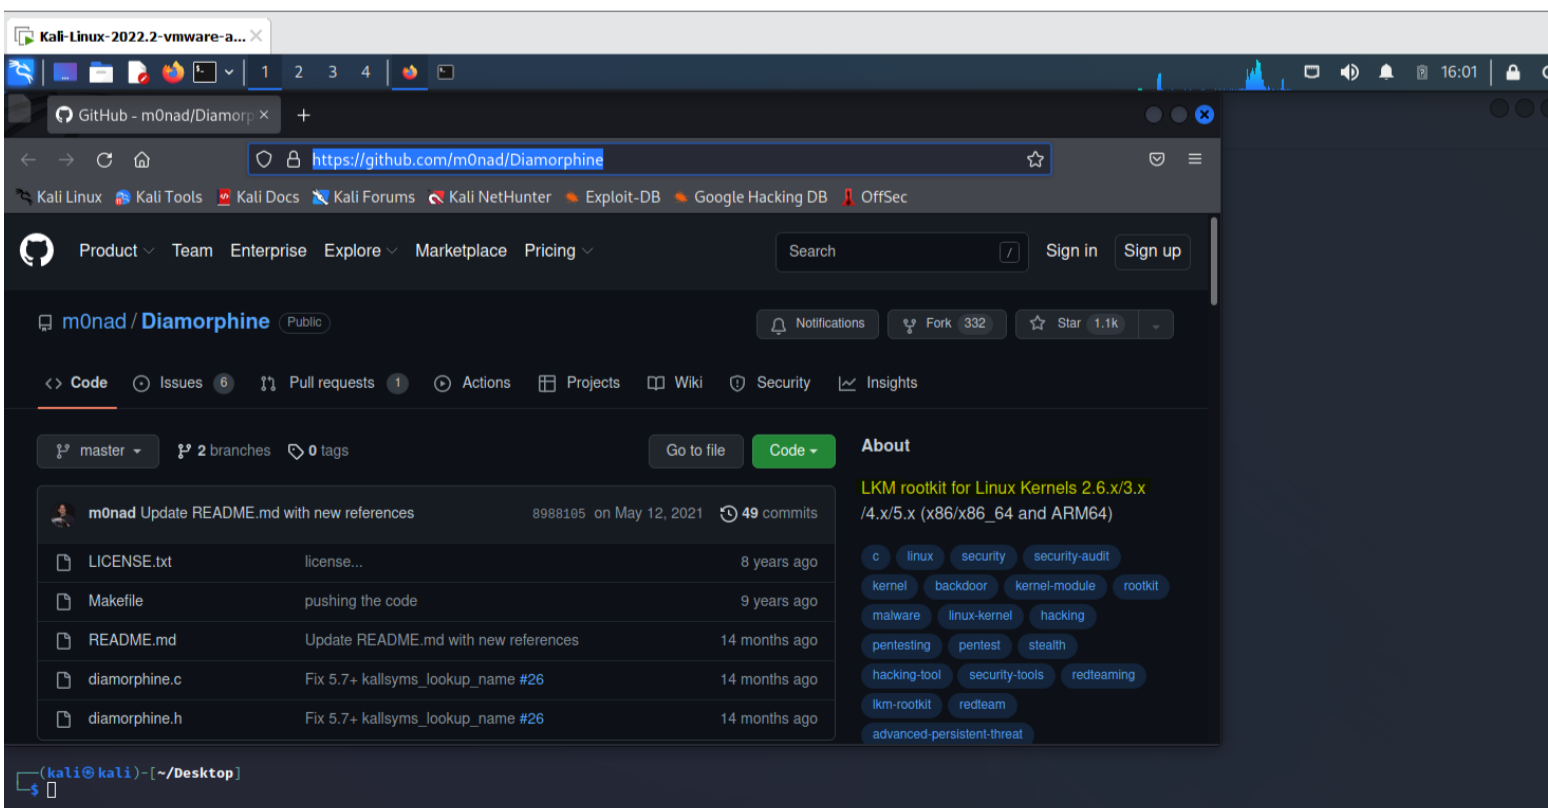 Kali-Linux-2022.2-vmware-a...
1 2 3 4 16:01
GitHub - m0nad/Diamorp
https://github.com/m0nad/Diamorphine
Kali Linux Kali Tools Kali Docs Kali Forums Kali NetHunter Exploit-DB Google Hacking DB OffSec
Product Team Enterprise Explore Marketplace Pricing Search / Sign in Sign up
m0nad / Diamorphine Public Notifications Fork 332 Star 1.1k
<> Code Issues 6 Pull requests 1 Actions Projects Wiki Security Insights
master 2 branches 0 tags Go to file Code
m0nad Update README.md with new references 8988105 on May 12, 2021 49 commits
LICENSE.txt license... 8 years ago
Makefile pushing the code 9 years ago
README.md Update README.md with new references 14 months ago
diamorphine.c Fix 5.7+ kallsyms_lookup_name #26 14 months ago
diamorphine.h Fix 5.7+ kallsyms_lookup_name #26 14 months ago
About
LKM rootkit for Linux Kernels 2.6.x/3.x
/4.x/5.x (x86/x86_64 and ARM64)
c linux security security-audit
kernel backdoor kernel-module rootkit
malware linux-kernel hacking
pentesting pentest stealth
hacking-tool security-tools redteaming
lkm-rootkit redteam
advanced-persistent-threat
(kali㉿kali)-[~/Desktop]
$